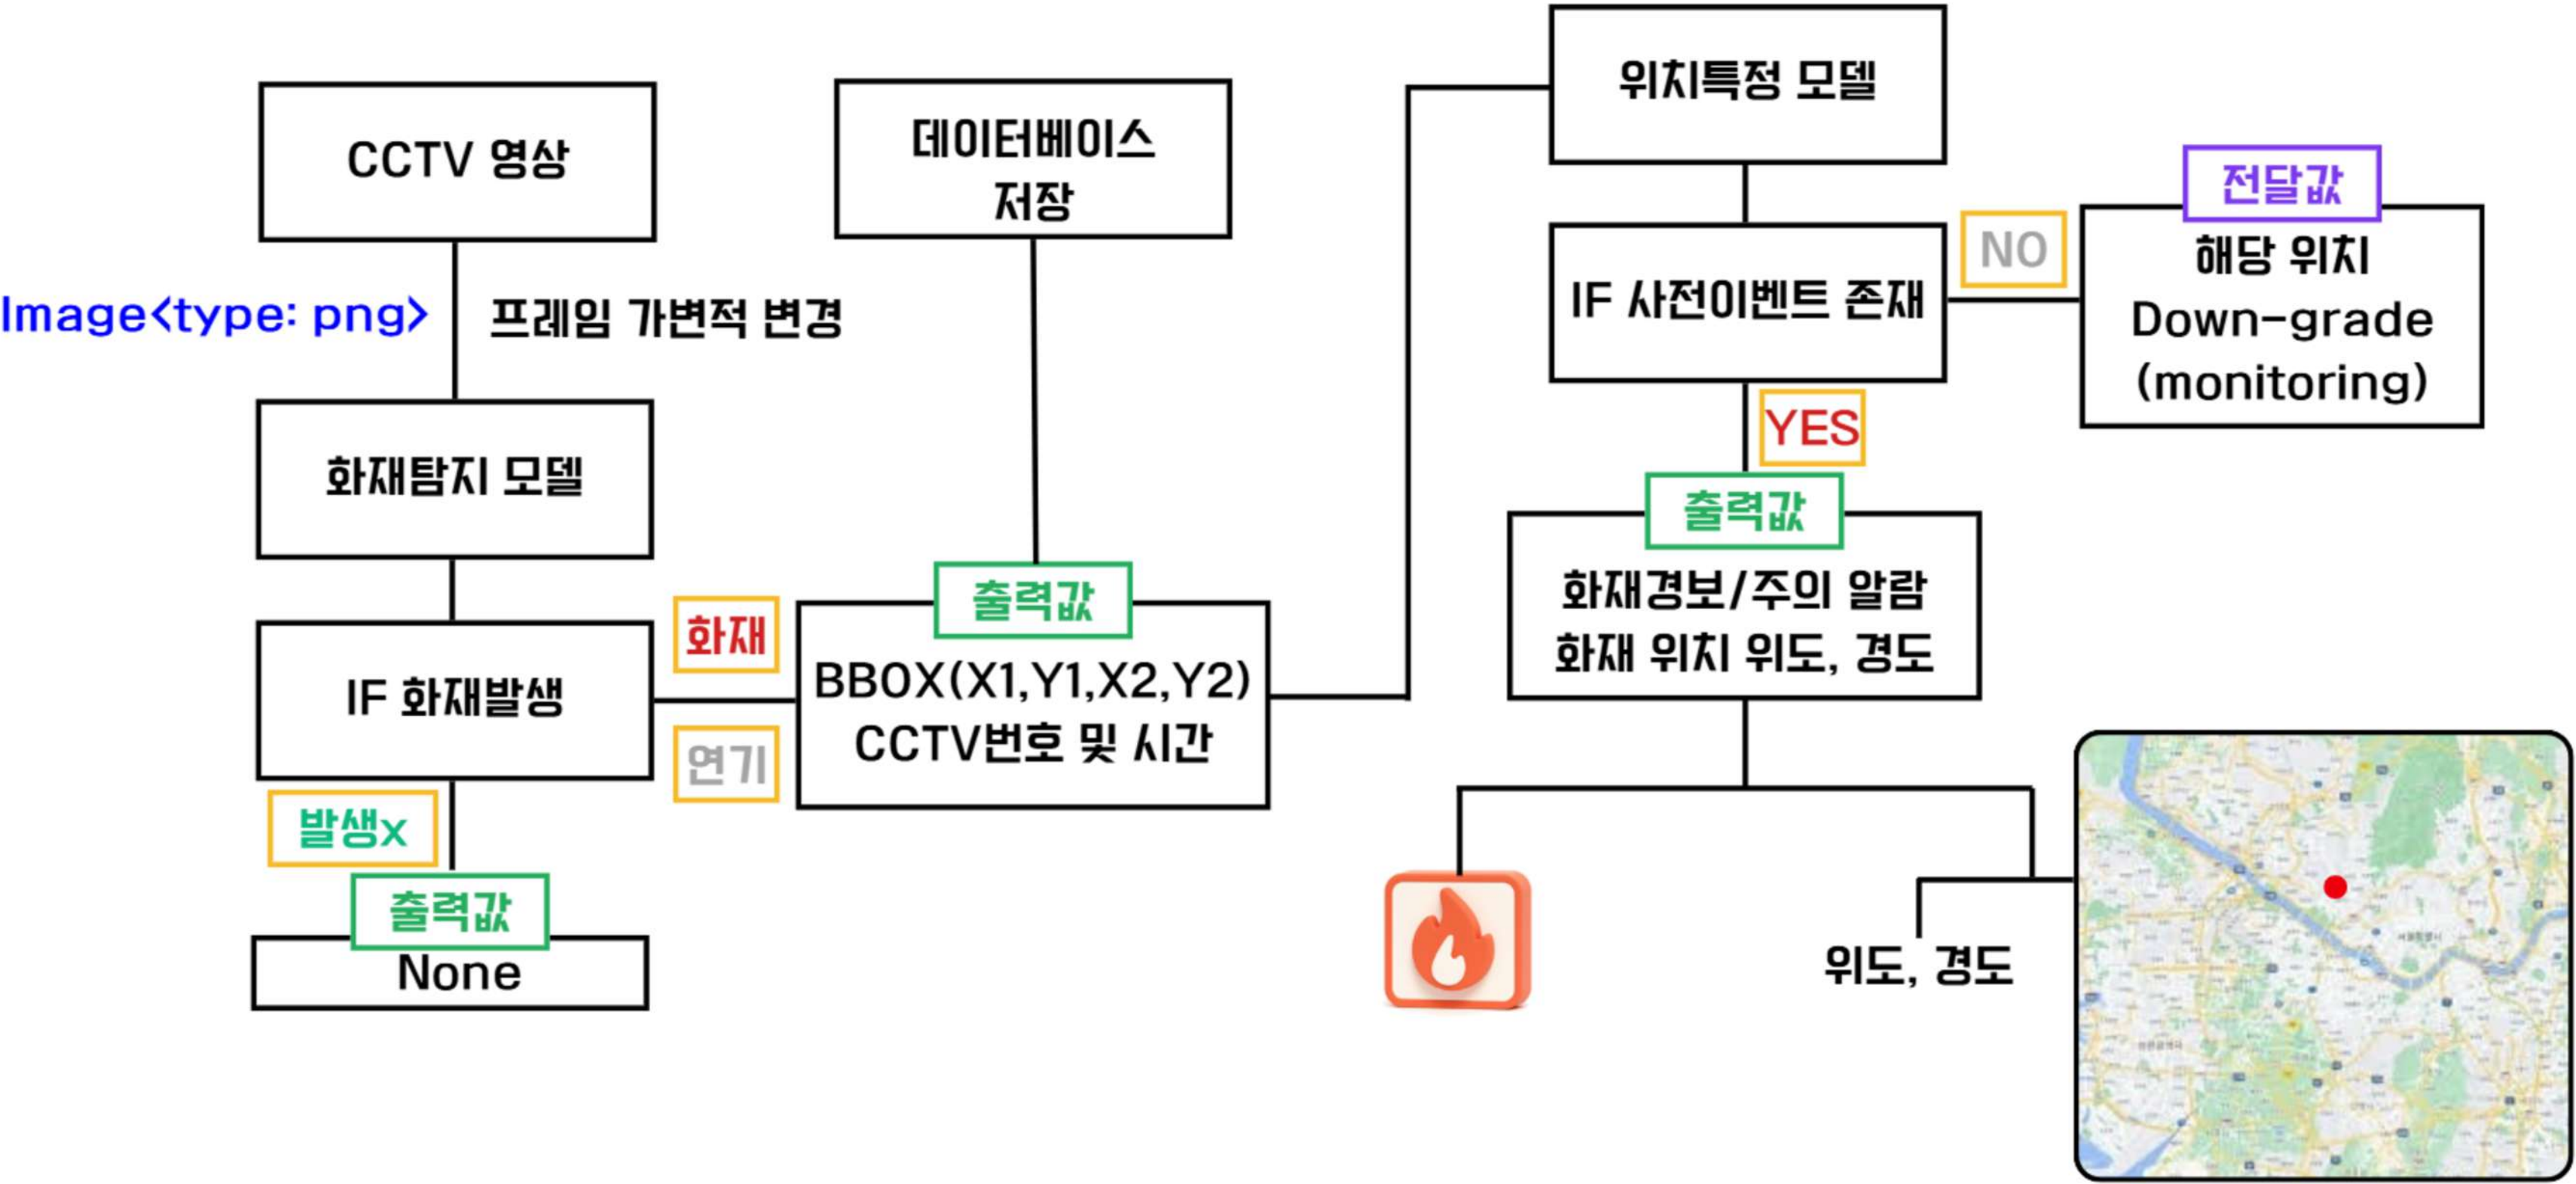 CCTV 영상
Image<type: png>
프레임 가변적 변경
화재탐지 모델
IF 화재발생
발생x
출력값
None
화재
연기
데이터베이스
저장
출력값
BBOX(X1,Y1,X2,Y2)
CCTV번호 및 시간
위치특정 모델
IF 사전이벤트 존재
NO
전달값
해당 위치
Down-grade
(monitoring)
YES
출력값
화재경보/주의 알람
화재 위치 위도, 경도
위도, 경도
서울특별시